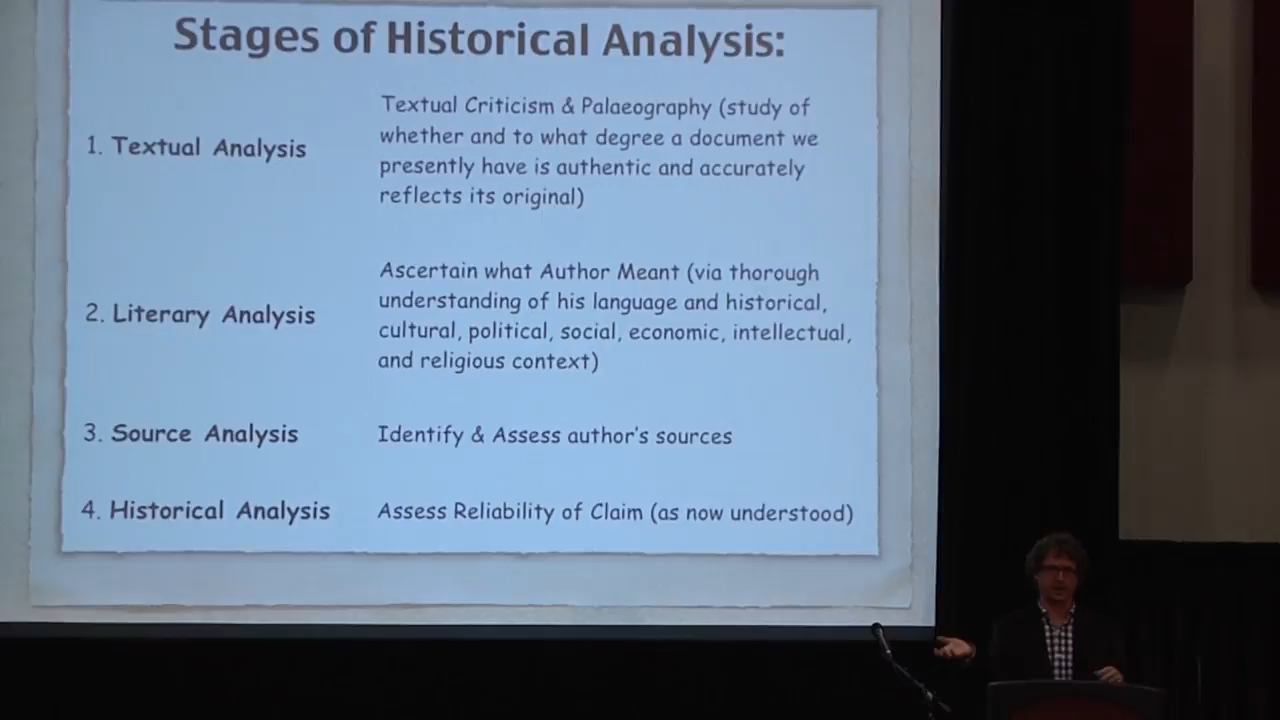 Stages of Historical Analysis:
1. Textual Analysis
Textual Criticism & Palaeography (study of
whether and to what degree a document we
presently have is authentic and accurately
reflects its original)
2. Literary Analysis
Ascertain what Author Meant (via thorough
understanding of his language and historical,
cultural, political, social, economic, intellectual,
and religious context)
3. Source Analysis
Identify & Assess author's sources
4. Historical Analysis
Assess Reliability of Claim (as now understood)